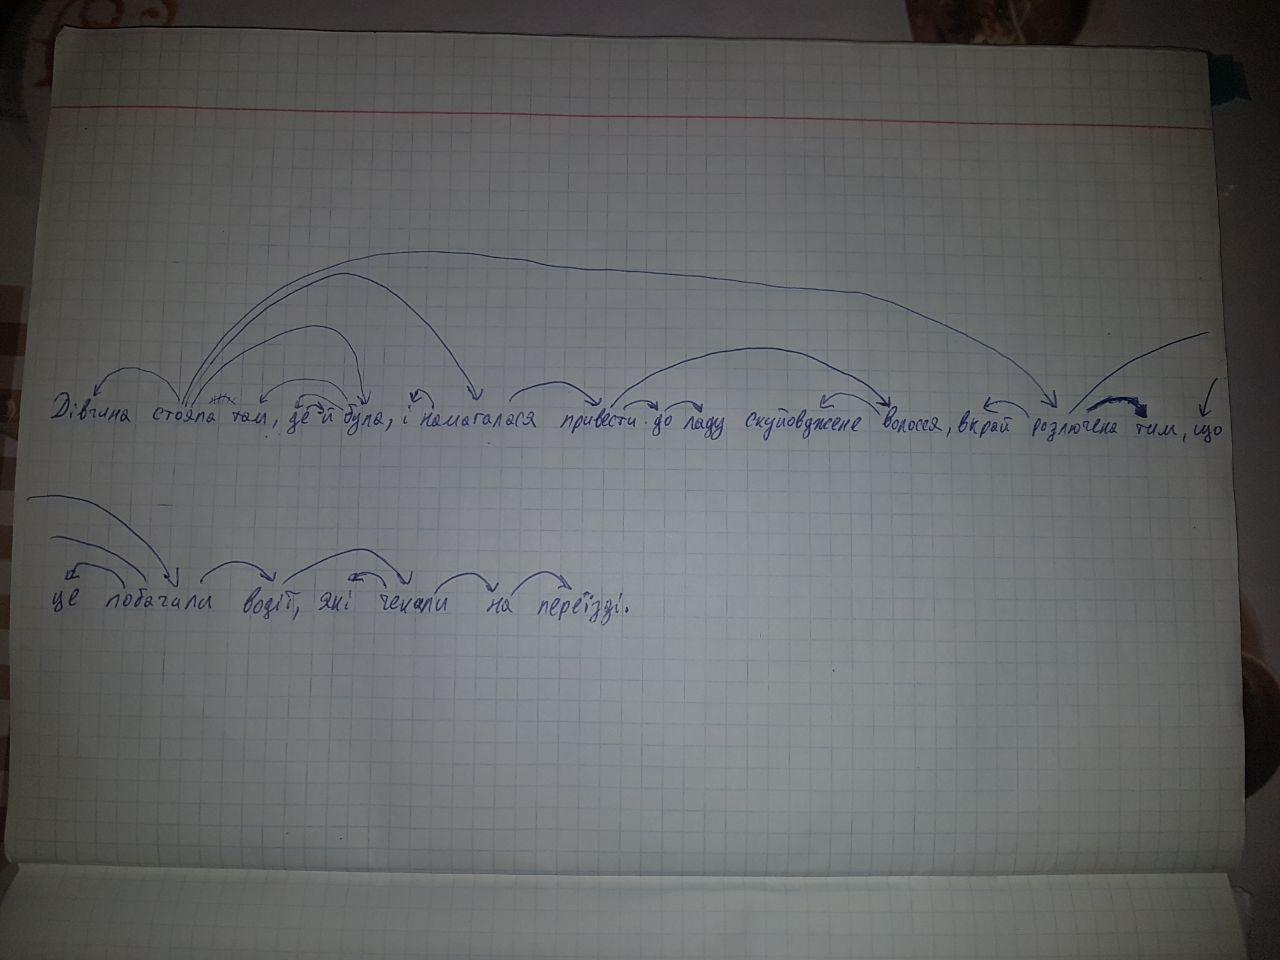 Дівчина стояла там, де й була, і намагалася привести до ладу скуйовджене волосся, вкрай розлючена тим, що
це побачили водії, які чекали на переїзді.